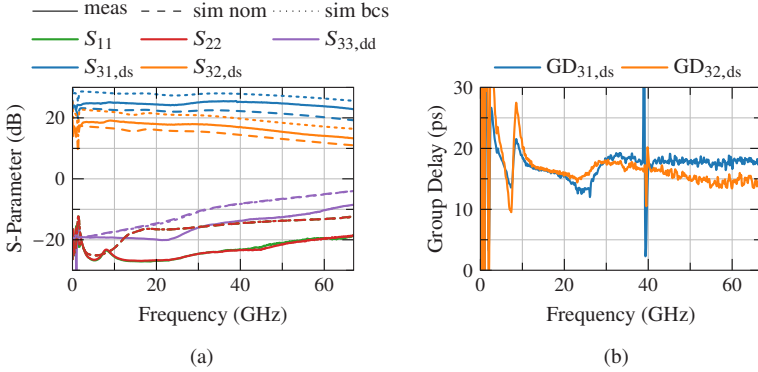 meas sim nom sim bcs
S11 S22 S33,dd
S31,ds S32,ds
S-Parameter (dB)
20
0
−20
0 20 40 60
Frequency (GHz)
(a)
GD31,ds GD32,ds
Group Delay (ps)
30
20
10
0
0 20 40 60
Frequency (GHz)
(b)